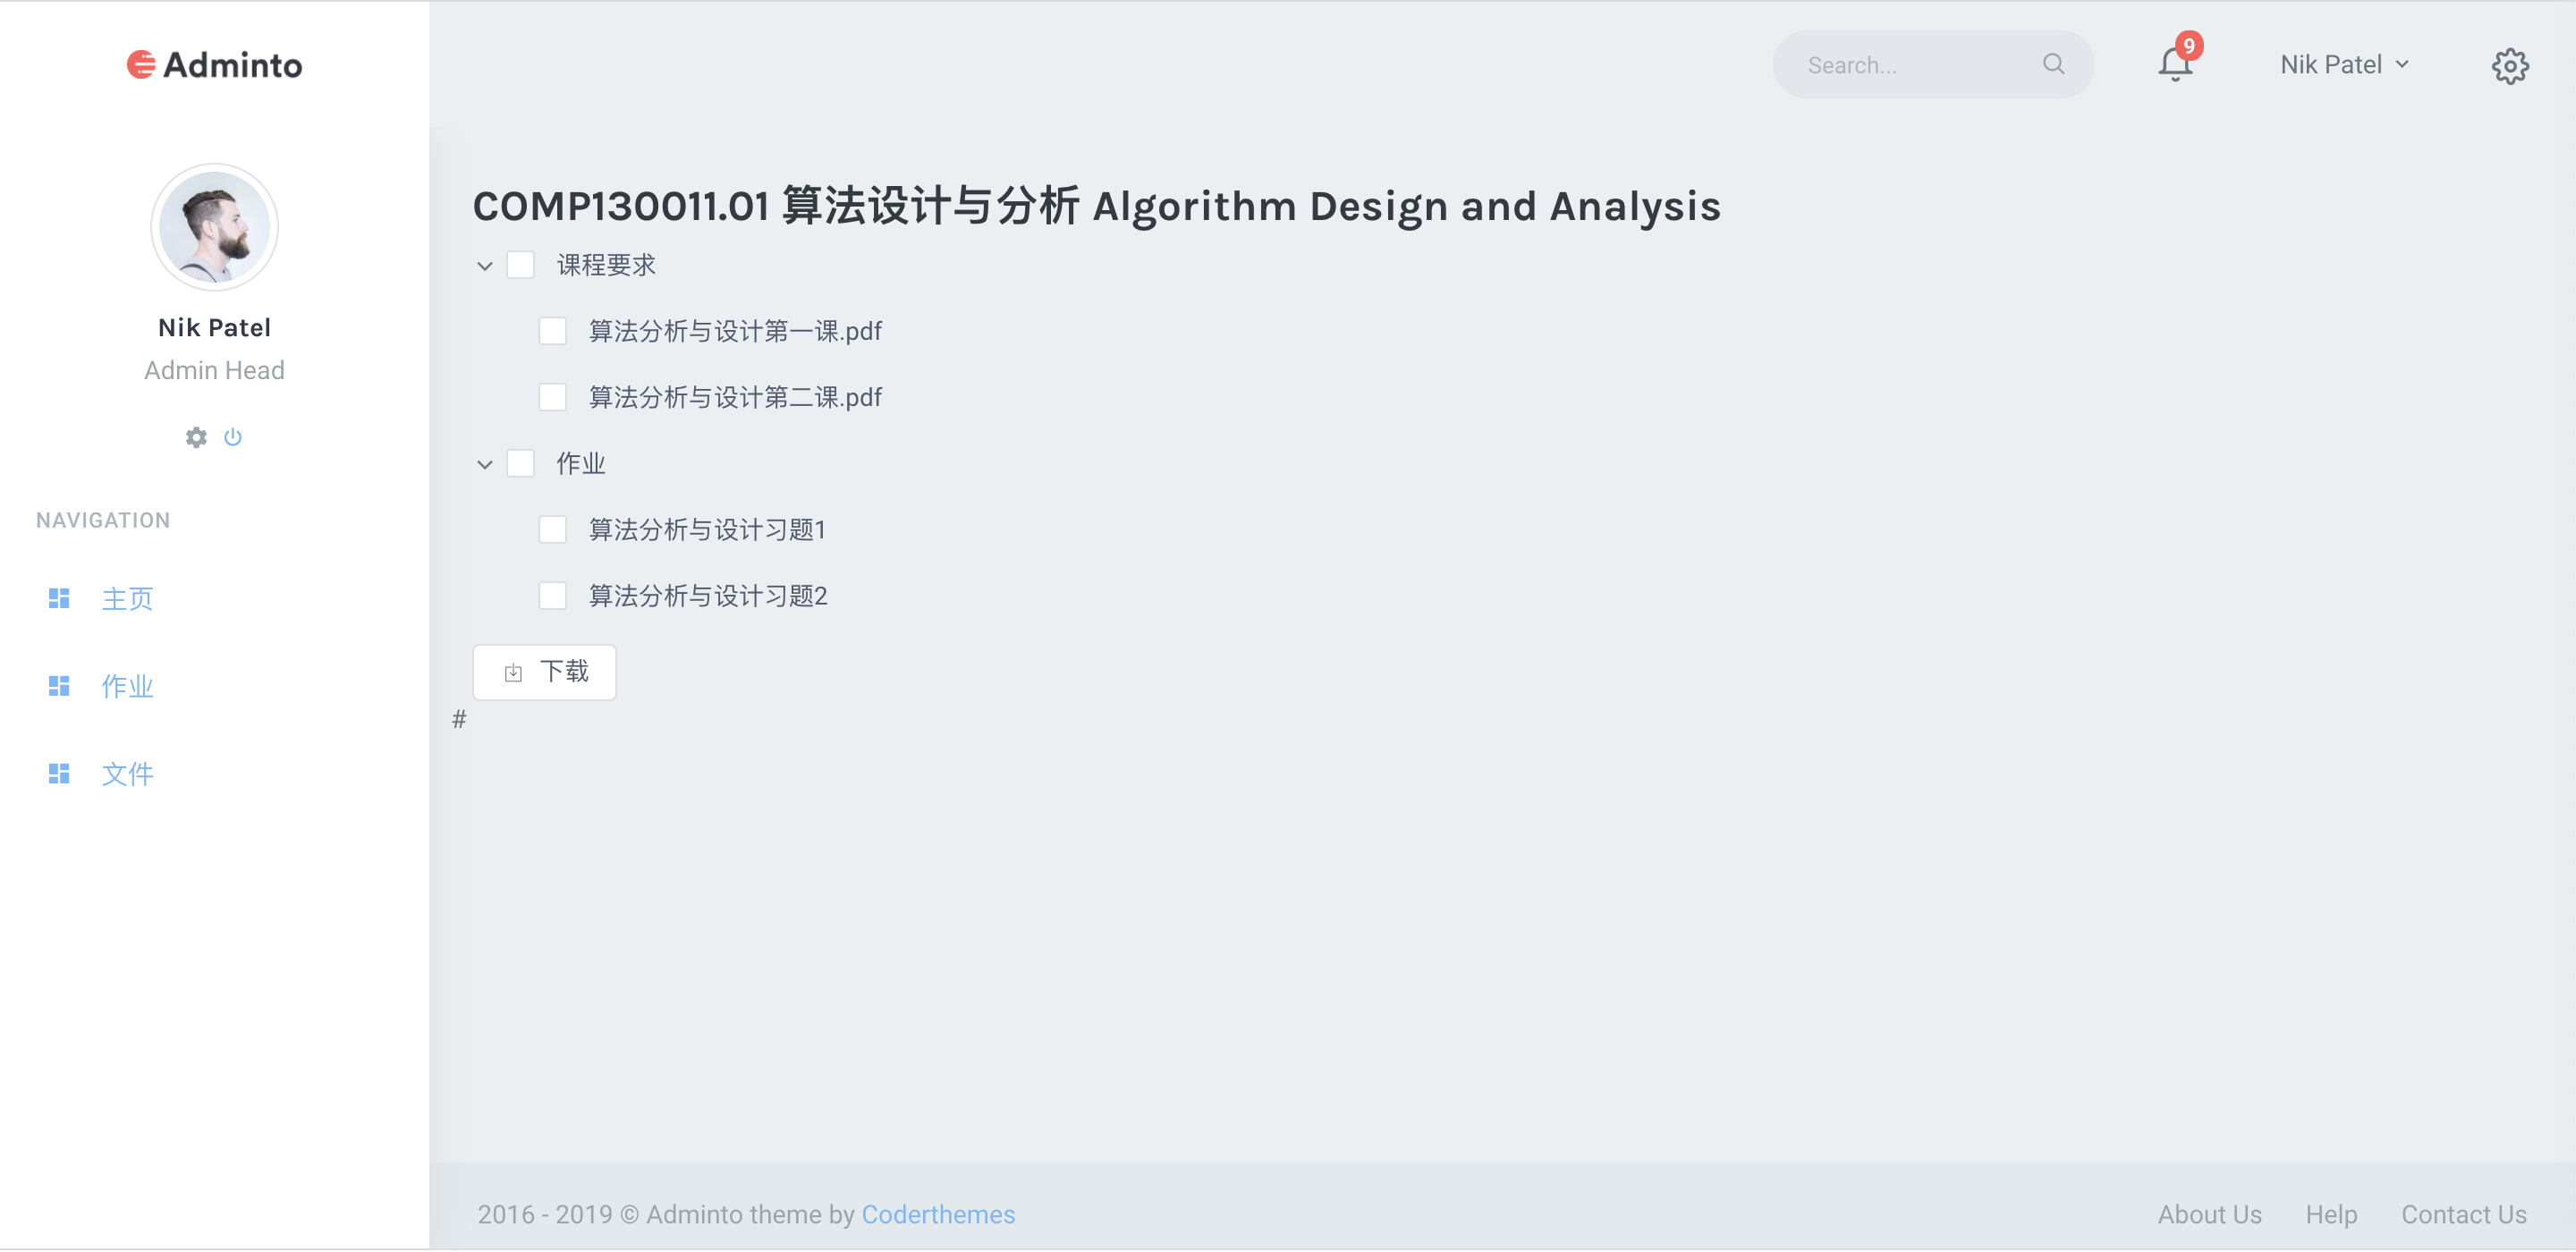 Adminto
Search...
9
Nik Patel
Nik Patel
Admin Head
NAVIGATION
主页
作业
文件
COMP130011.01 算法设计与分析 Algorithm Design and Analysis
课程要求
算法分析与设计第一课.pdf
算法分析与设计第二课.pdf
作业
算法分析与设计习题1
算法分析与设计习题2
下载
#
2016 - 2019 © Adminto theme by Coderthemes
About Us Help Contact Us